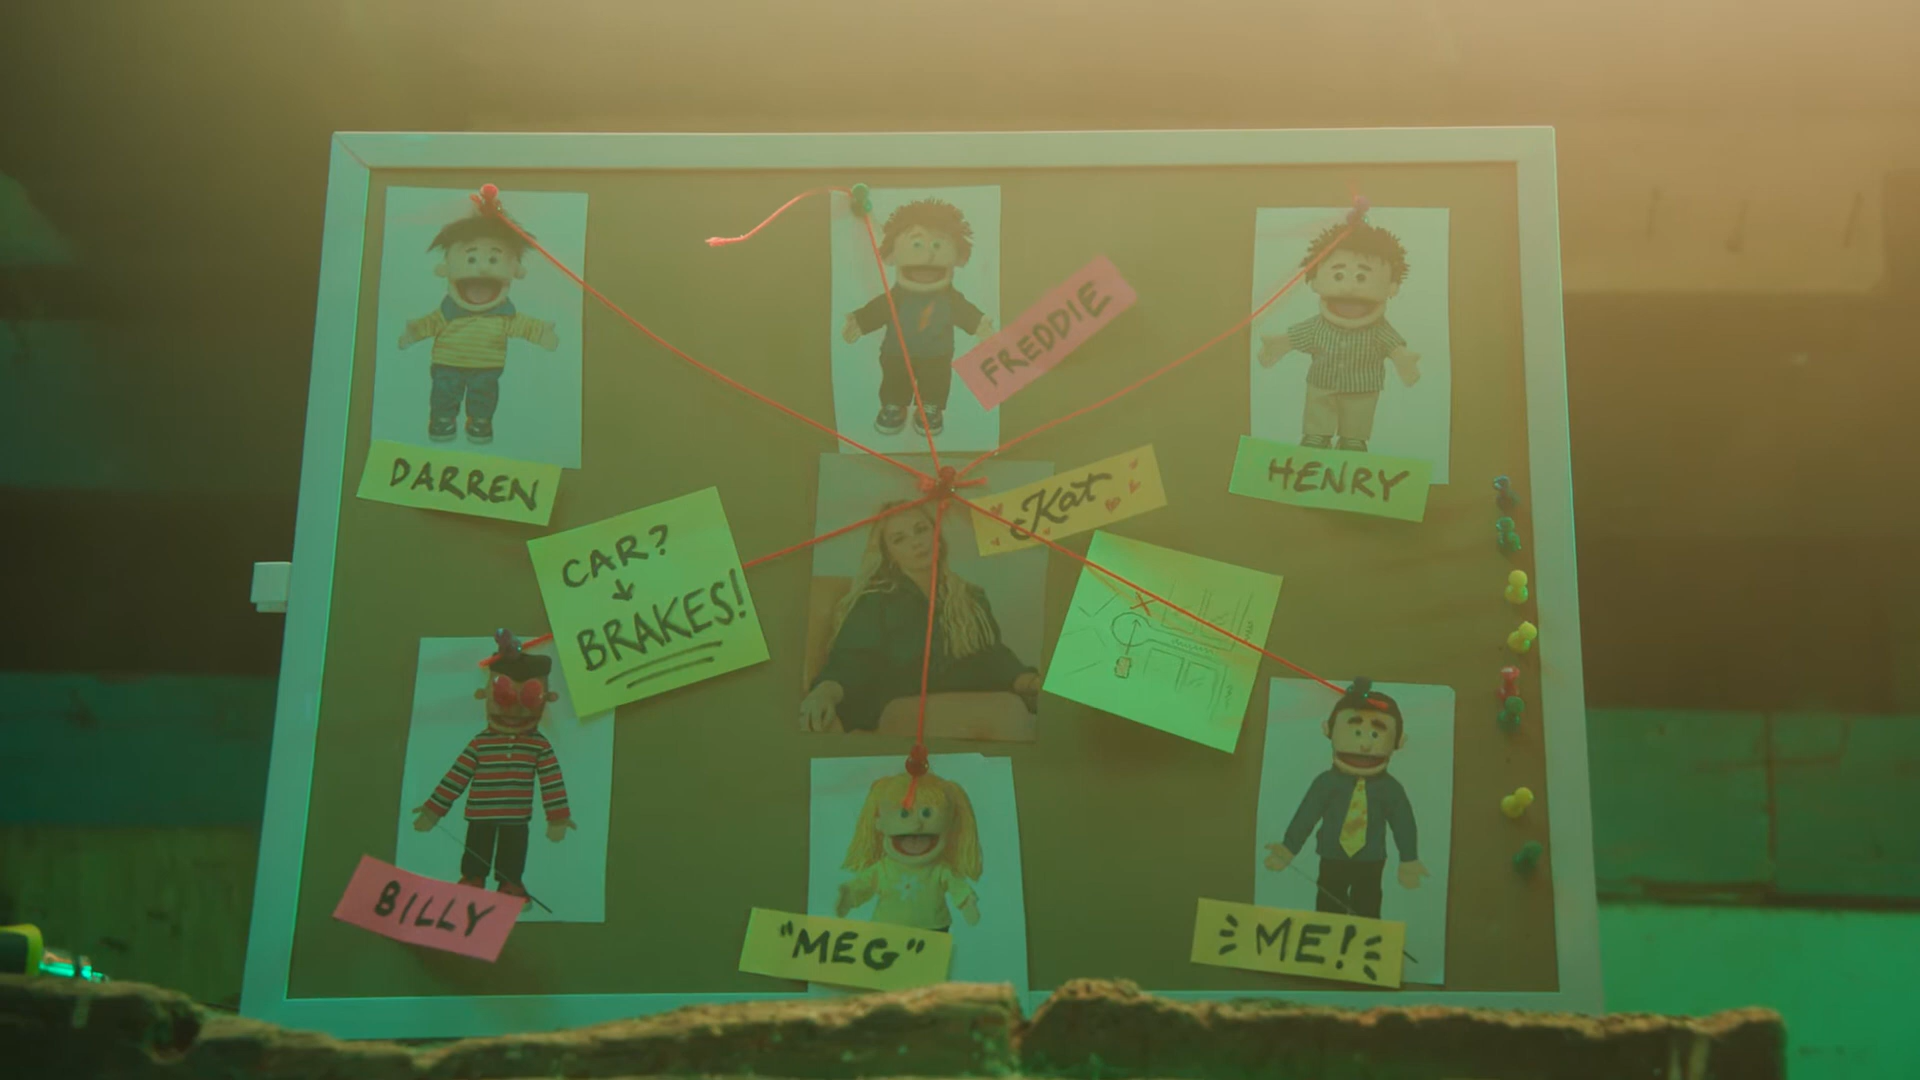 FREDDIE
DARREN
Kat
HENRY
CAR?
BRAKES!
BILLY
"MEG"
ME!